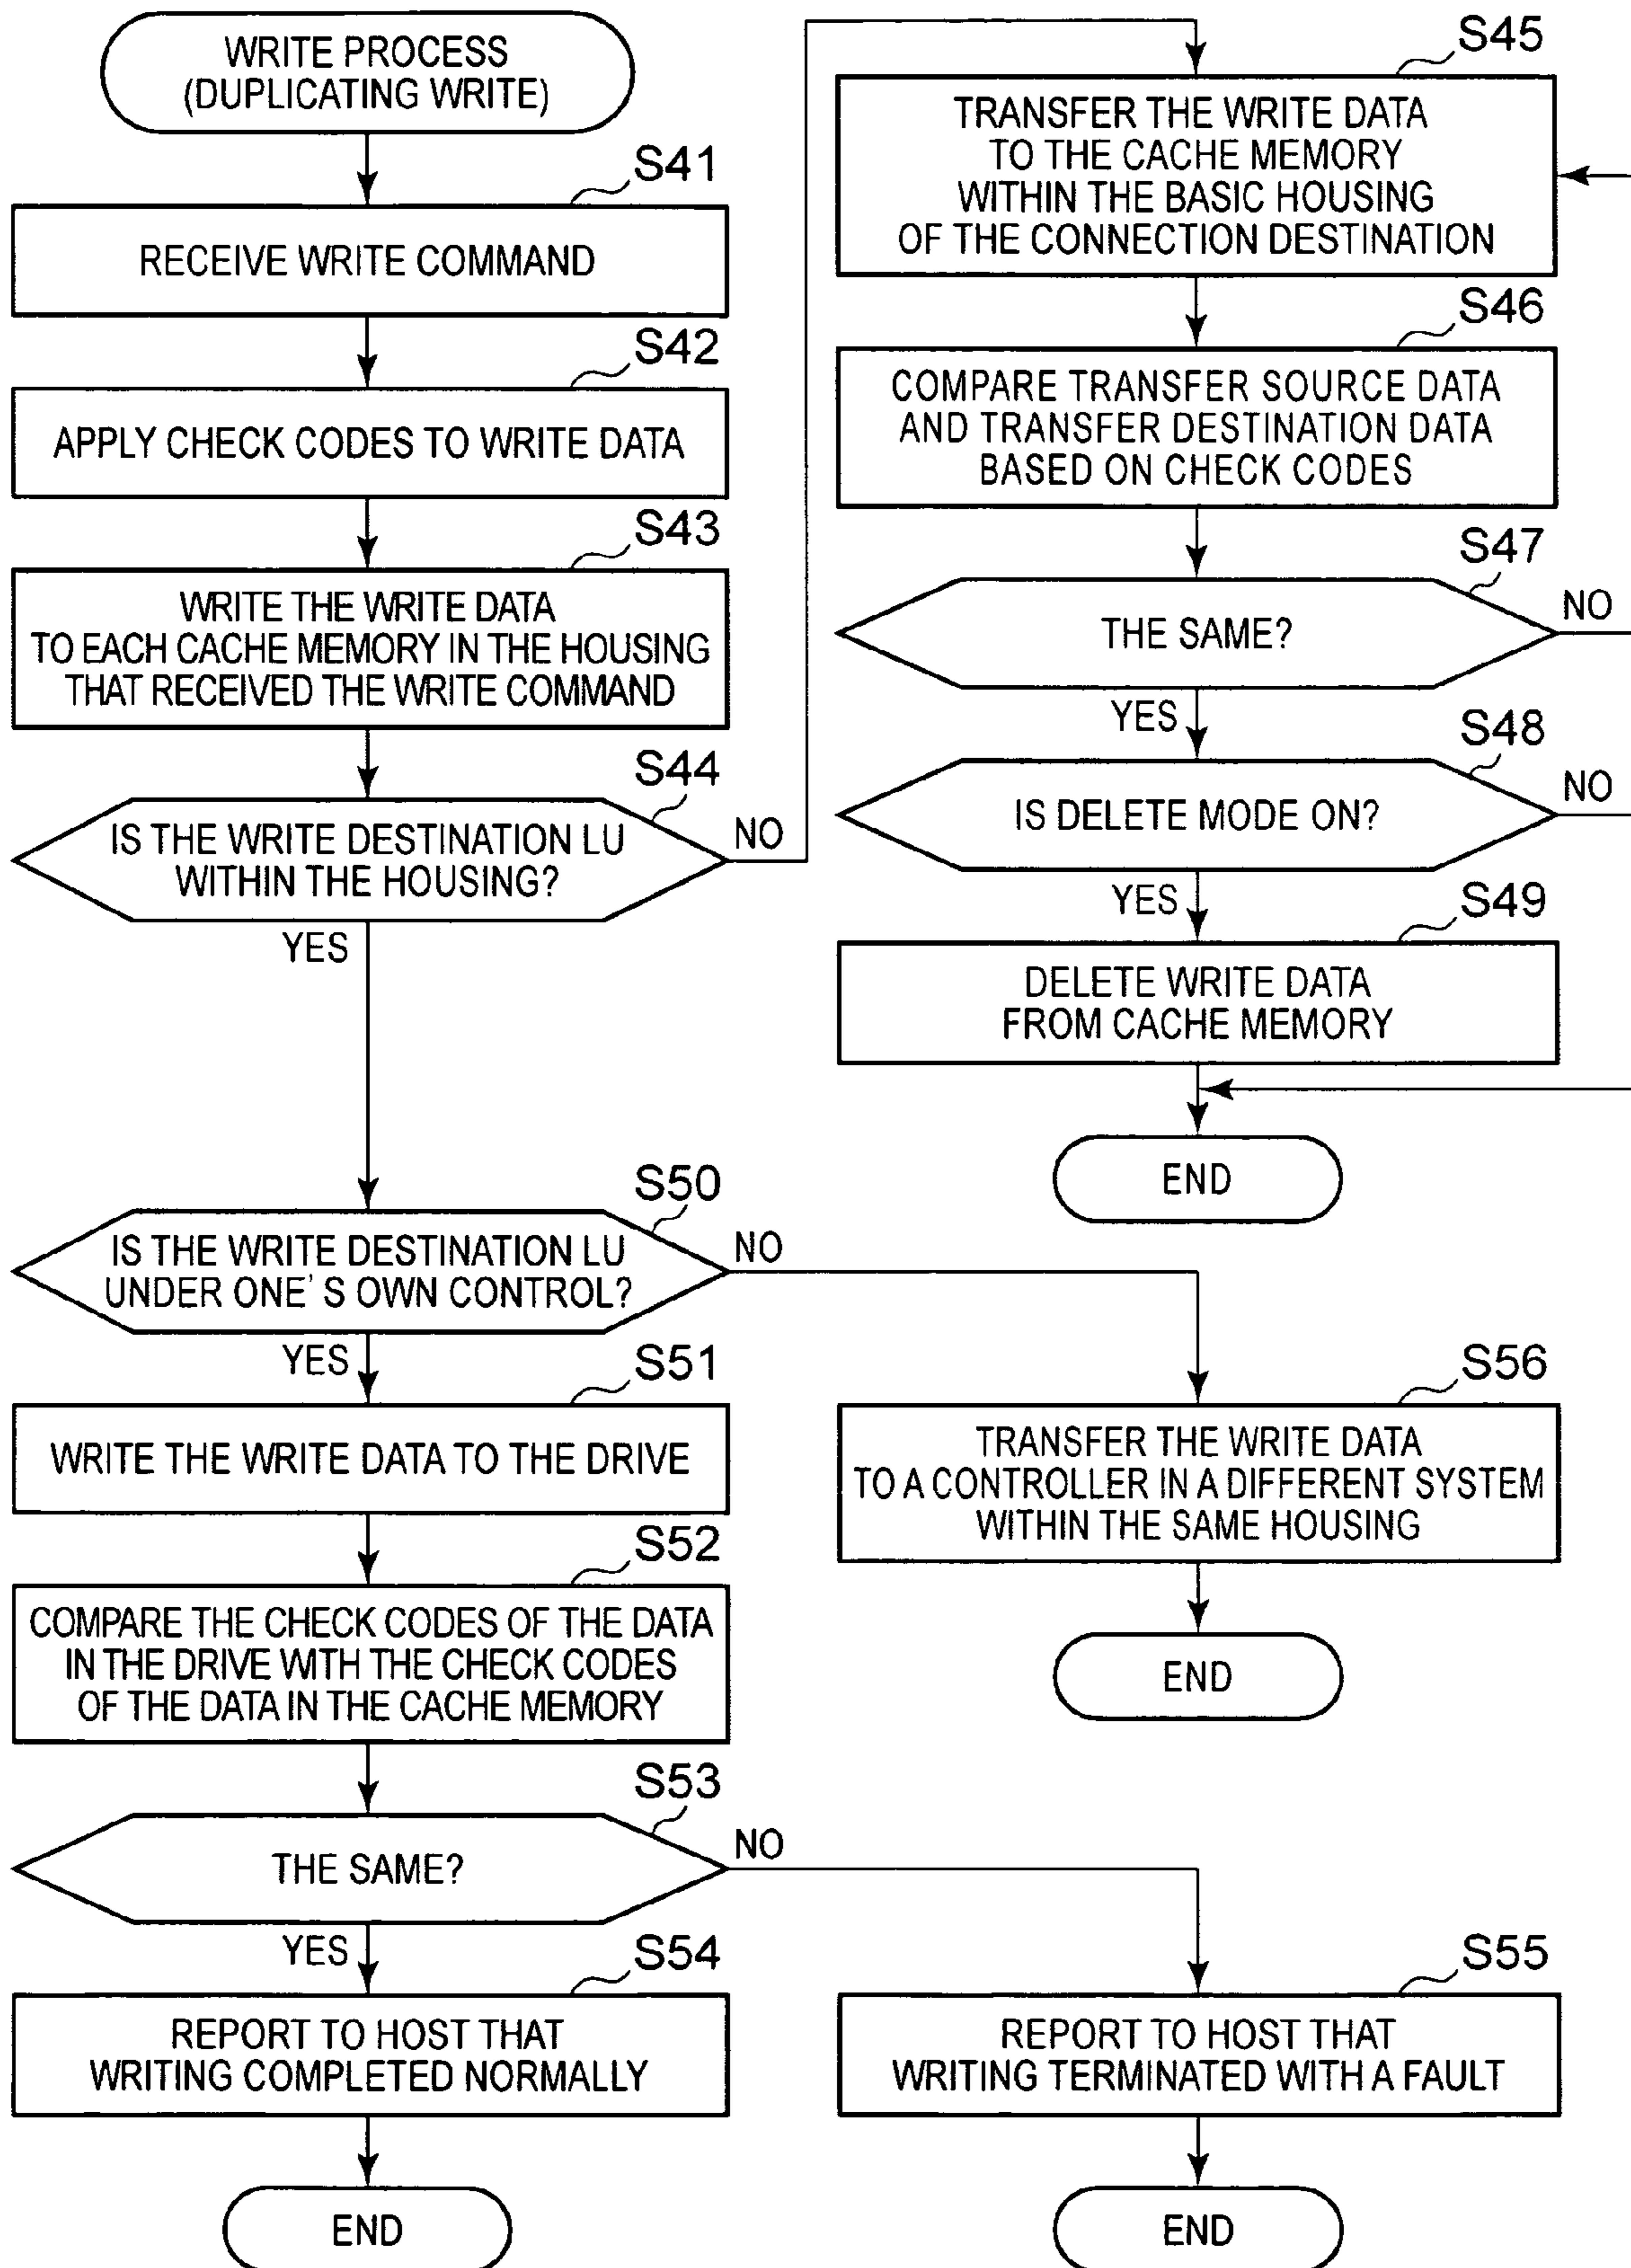 WRITE PROCESS
(DUPLICATING WRITE)
S41
RECEIVE WRITE COMMAND
S42
APPLY CHECK CODES TO WRITE DATA
S43
WRITE THE WRITE DATA
TO EACH CACHE MEMORY IN THE HOUSING
THAT RECEIVED THE WRITE COMMAND
S44
IS THE WRITE DESTINATION LU
WITHIN THE HOUSING?
NO
YES
S45
TRANSFER THE WRITE DATA
TO THE CACHE MEMORY
WITHIN THE BASIC HOUSING
OF THE CONNECTION DESTINATION
S46
COMPARE TRANSFER SOURCE DATA
AND TRANSFER DESTINATION DATA
BASED ON CHECK CODES
S47
THE SAME?
NO
YES
S48
IS DELETE MODE ON?
NO
YES
S49
DELETE WRITE DATA
FROM CACHE MEMORY
END
S50
IS THE WRITE DESTINATION LU
UNDER ONE'S OWN CONTROL?
NO
YES
S51
WRITE THE WRITE DATA TO THE DRIVE
S52
COMPARE THE CHECK CODES OF THE DATA
IN THE DRIVE WITH THE CHECK CODES
OF THE DATA IN THE CACHE MEMORY
S56
TRANSFER THE WRITE DATA
TO A CONTROLLER IN A DIFFERENT SYSTEM
WITHIN THE SAME HOUSING
END
S53
THE SAME?
NO
YES
S54
REPORT TO HOST THAT
WRITING COMPLETED NORMALLY
END
S55
REPORT TO HOST THAT
WRITING TERMINATED WITH A FAULT
END